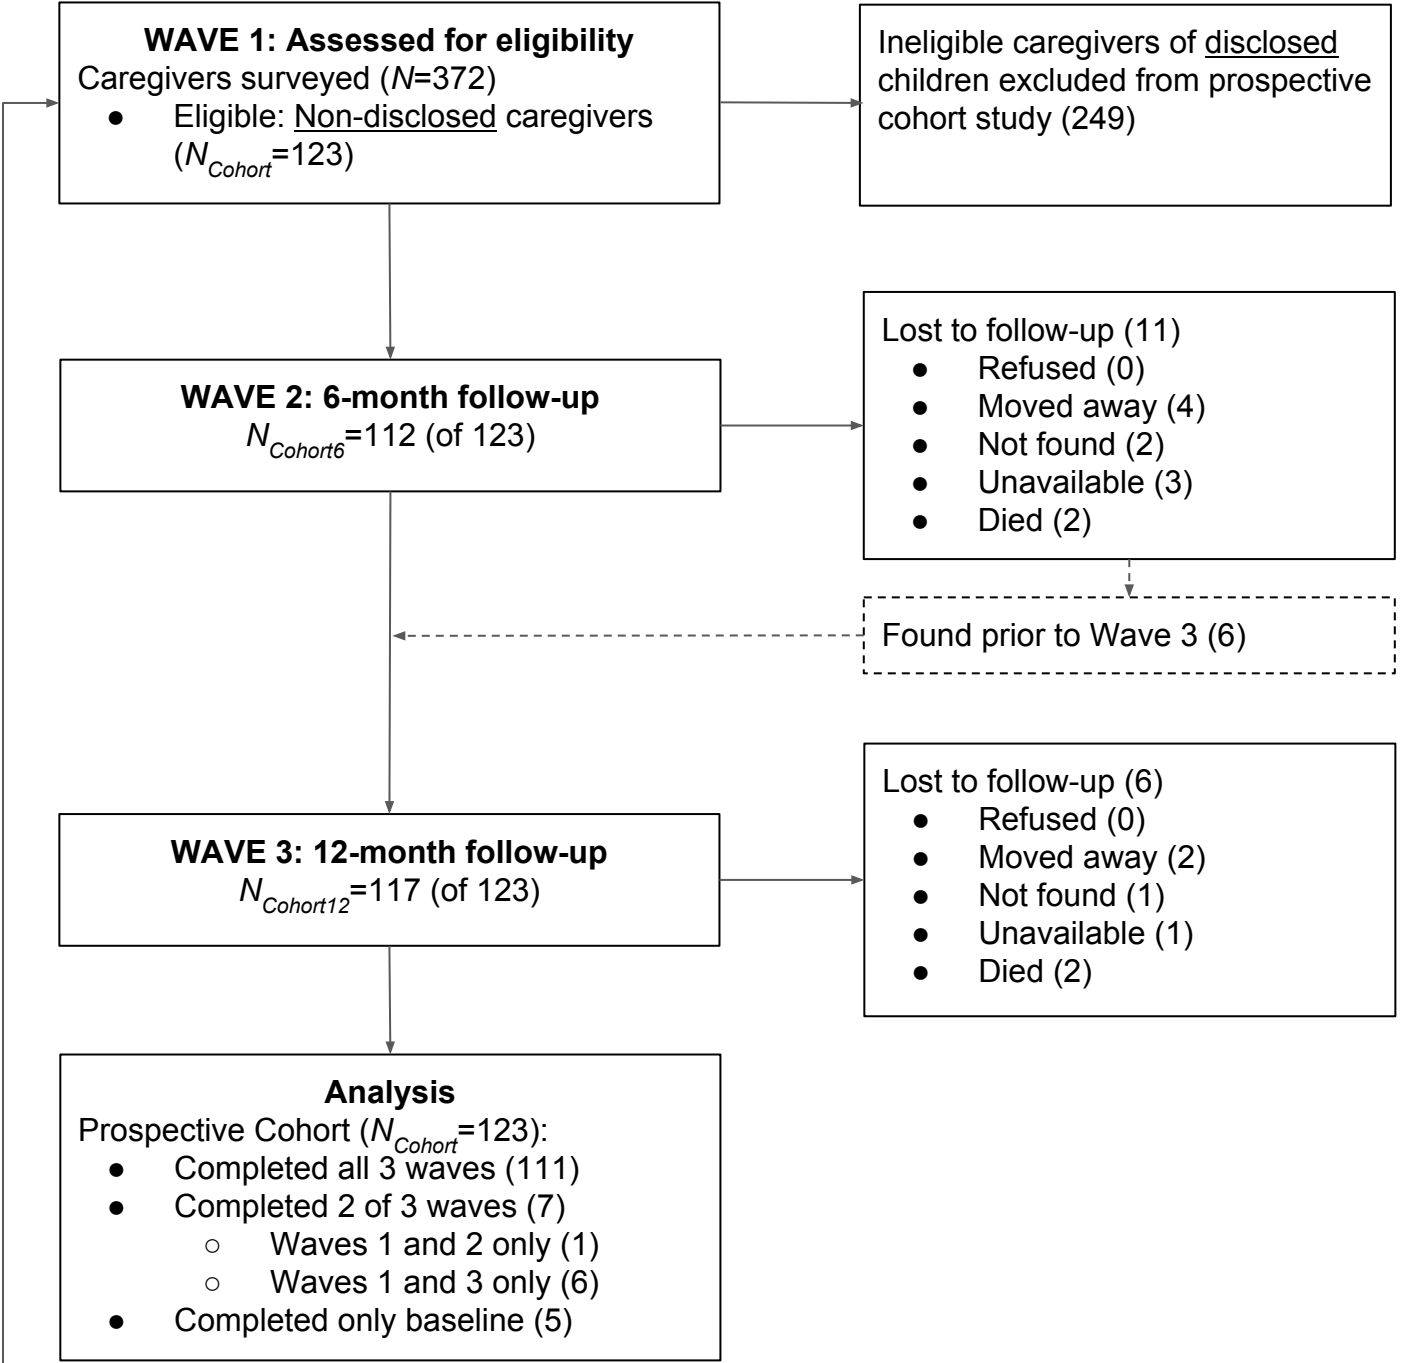 WAVE 1: Assessed for eligibility
Caregivers surveyed (N=372)
● Eligible: Non-disclosed caregivers
(N_Cohort=123)
Ineligible caregivers of disclosed
children excluded from prospective
cohort study (249)
WAVE 2: 6-month follow-up
N_Cohort6=112 (of 123)
Lost to follow-up (11)
● Refused (0)
● Moved away (4)
● Not found (2)
● Unavailable (3)
● Died (2)
Found prior to Wave 3 (6)
WAVE 3: 12-month follow-up
N_Cohort12=117 (of 123)
Lost to follow-up (6)
● Refused (0)
● Moved away (2)
● Not found (1)
● Unavailable (1)
● Died (2)
Analysis
Prospective Cohort (N_Cohort=123):
● Completed all 3 waves (111)
● Completed 2 of 3 waves (7)
○ Waves 1 and 2 only (1)
○ Waves 1 and 3 only (6)
● Completed only baseline (5)